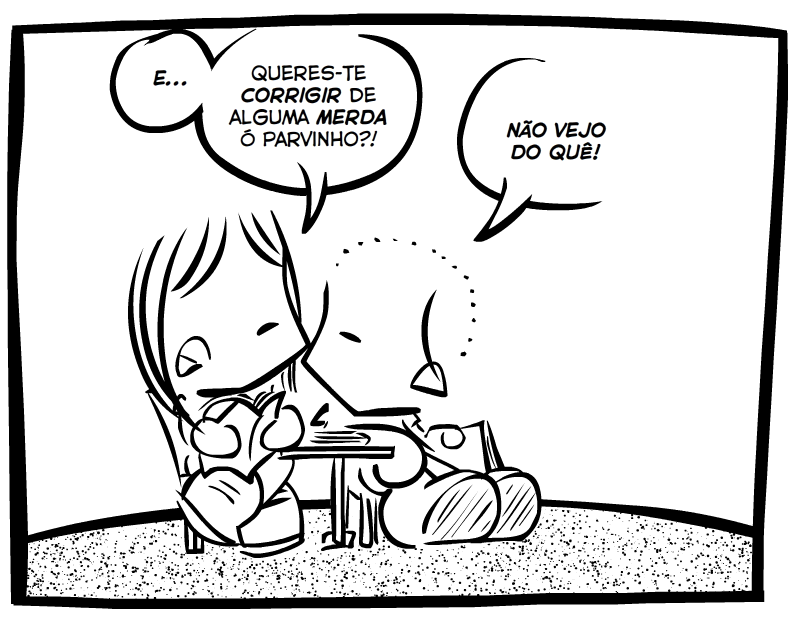 E...
QUERES-TE
CORRIGIR DE
ALGUMA MERDA
Ó PARVINHO?!
NÃO VEJO
DO QUÊ!